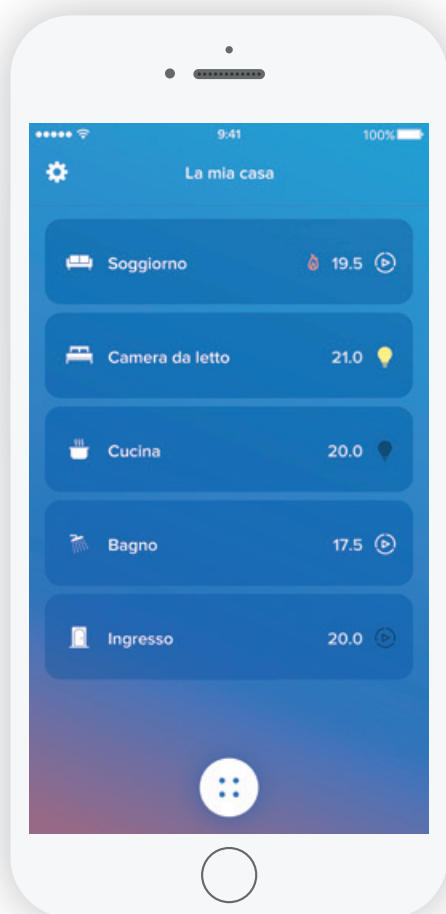 9:41
100%
La mia casa
Soggiorno 19.5
Camera da letto 21.0
Cucina 20.0
Bagno 17.5
Ingresso 20.0